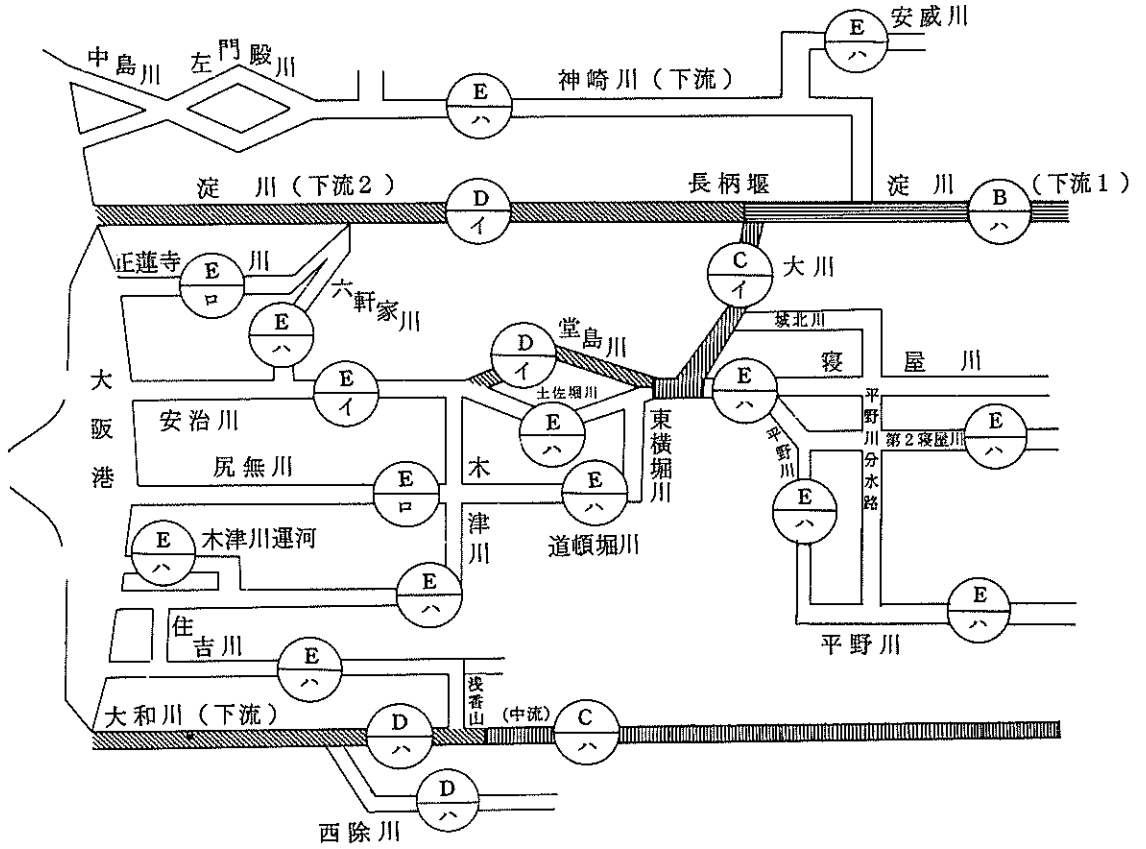 安威川
E
ハ
中島川
左門殿川
E
ハ
神崎川(下流)
淀川(下流2)
D
イ
長柄堰
淀川
B
ハ
(下流1)
正蓮寺川
E
ロ
六軒家川
E
ハ
C
イ
大川
城北川
堂島川
D
イ
土佐堀川
E
ハ
寝屋川
E
ハ
大阪港
安治川
E
イ
東横堀川
平野川
平野川分水路
第2寝屋川
E
ハ
尻無川
E
ロ
木津川
E
ハ
道頓堀川
E
ハ
E
ハ
木津川運河
E
ハ
E
ハ
平野川
住吉川
E
ハ
浅香山
大和川(下流)
D
ハ
(中流)
C
ハ
D
ハ
西除川